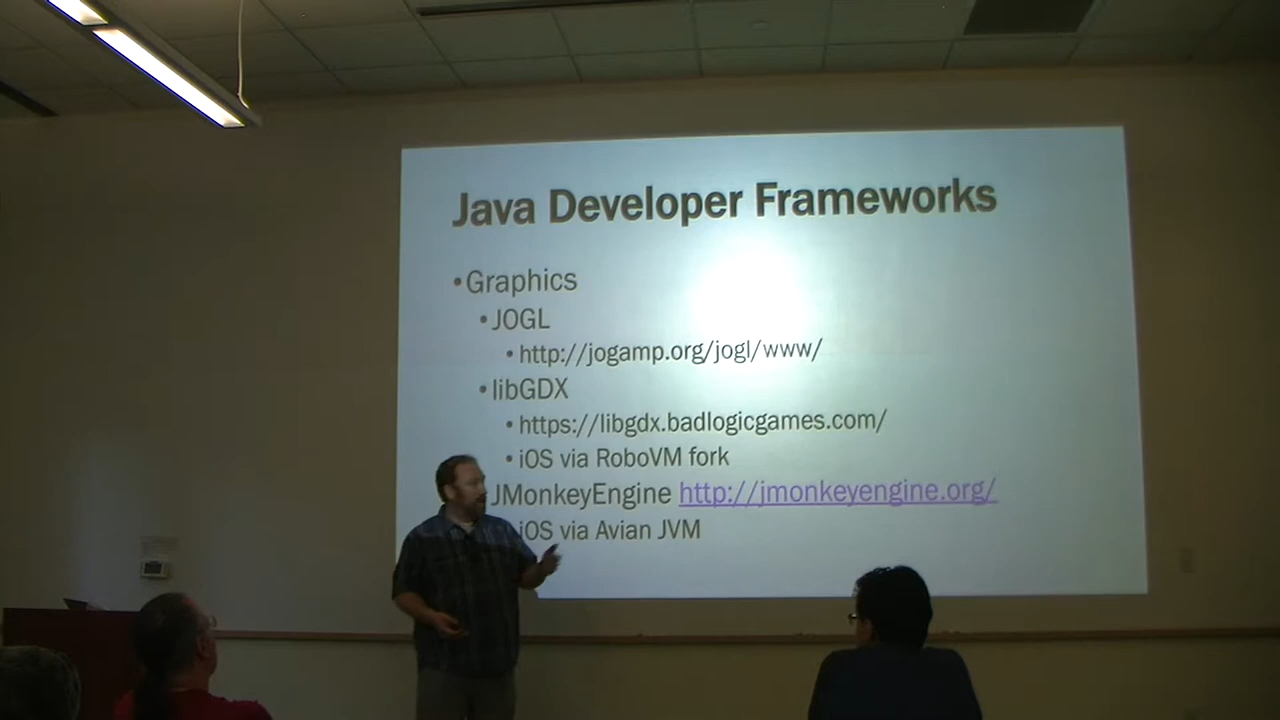 Java Developer Frameworks
•Graphics
•JOGL
•http://jogamp.org/jogl/www/
•libGDX
•https://libgdx.badlogicgames.com/
•iOS via RoboVM fork
JMonkeyEngine http://jmonkeyengine.org/
iOS via Avian JVM